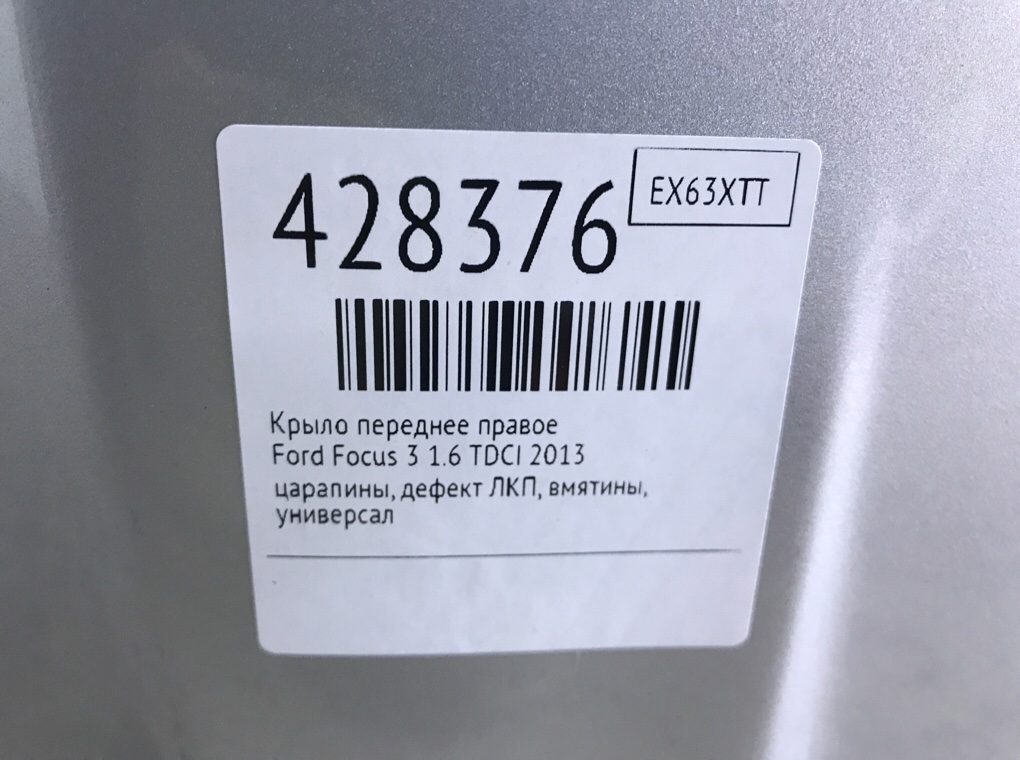 428376
EX63XTT
Крыло переднее правое
Ford Focus 3 1.6 TDCI 2013
царапины, дефект ЛКП, вмятины,
универсал